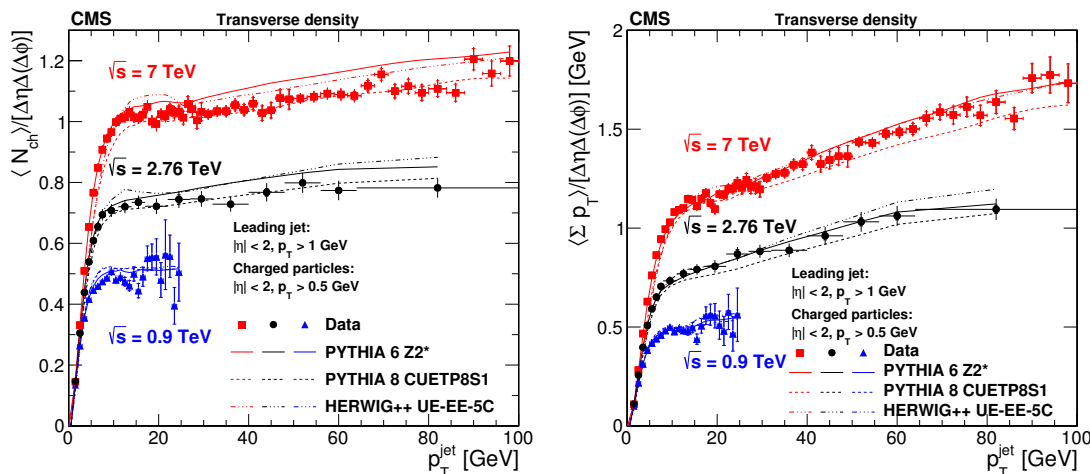 CMS Transverse density
⟨ N_ch⟩/[ΔηΔ(Δϕ)]
1.2
1
0.8
0.6
0.4
0.2
0
√s = 7 TeV
√s = 2.76 TeV
√s = 0.9 TeV
Leading jet:
|η| < 2, p_T > 1 GeV
Charged particles:
|η| < 2, p_T > 0.5 GeV
Data
PYTHIA 6 Z2*
PYTHIA 8 CUETP8S1
HERWIG++ UE-EE-5C
0 20 40 60 80 100
p_T^jet [GeV]
CMS Transverse density
⟨Σ p_T⟩/[ΔηΔ(Δϕ)] [GeV]
2
1.5
1
0.5
0
√s = 7 TeV
√s = 2.76 TeV
√s = 0.9 TeV
Leading jet:
|η| < 2, p_T > 1 GeV
Charged particles:
|η| < 2, p_T > 0.5 GeV
Data
PYTHIA 6 Z2*
PYTHIA 8 CUETP8S1
HERWIG++ UE-EE-5C
0 20 40 60 80 100
p_T^jet [GeV]